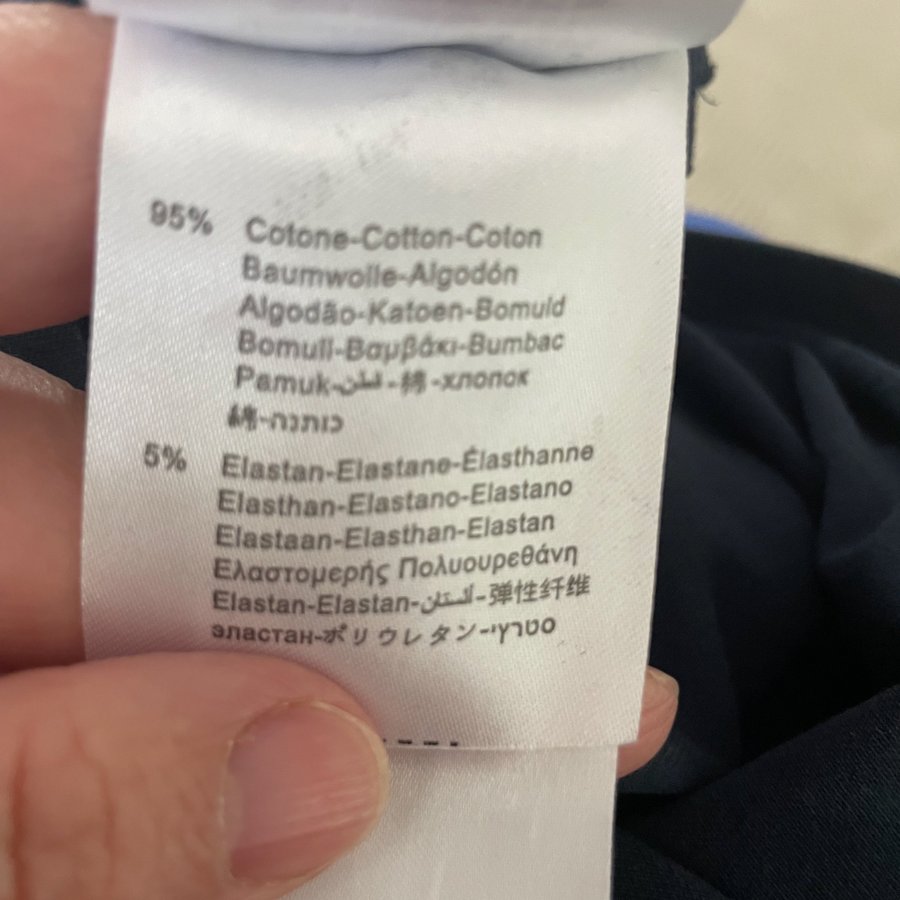 95% Cotone-Cotton-Coton
Baumwolle-Algodón
Algodão-Katoen-Bomuld
Bomull-Βαμβάκι-Bumbac
Pamuk-قطن-棉-хлопок
綿-כותנה
5% Elastan-Elastane-Élasthanne
Elasthan-Elastano-Elastano
Elastaan-Elasthan-Elastan
Ελαστομερής Πολυουρεθάνη
Elastan-Elastan-ألستان-弹性纤维
эластан-ポリウレタン-סטרץ'